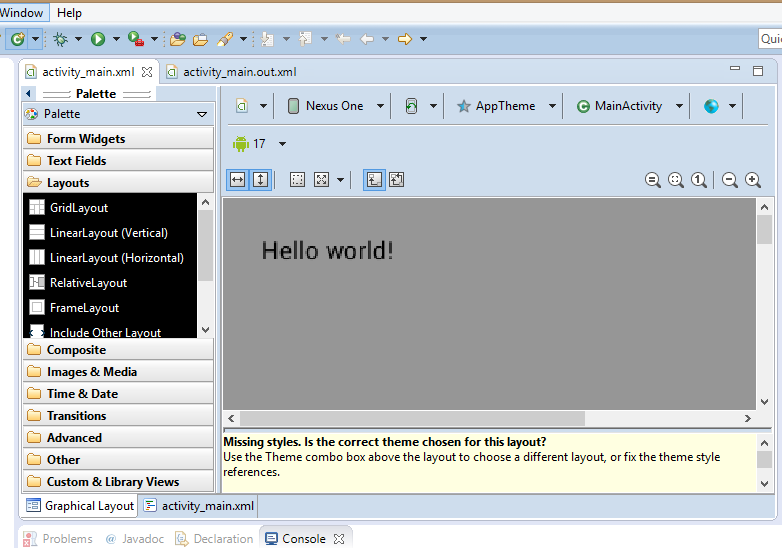 Window Help
Quic
activity_main.xml activity_main.out.xml
Palette
Palette
Nexus One AppTheme MainActivity
17
1
Form Widgets
Text Fields
Layouts
GridLayout
LinearLayout (Vertical)
LinearLayout (Horizontal)
RelativeLayout
FrameLayout
Include Other Layout
Composite
Images & Media
Time & Date
Transitions
Advanced
Other
Custom & Library Views
Hello world!
Missing styles. Is the correct theme chosen for this layout?
Use the Theme combo box above the layout to choose a different layout, or fix the theme style
references.
Graphical Layout activity_main.xml
Problems @ Javadoc Declaration Console